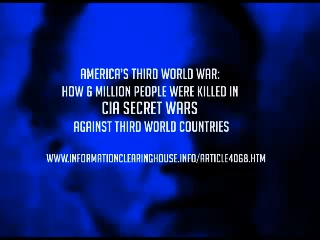 AMERICA'S THIRD WORLD WAR:
HOW 6 MILLION PEOPLE WERE KILLED IN
CIA SECRET WARS
AGAINST THIRD WORLD COUNTRIES
WWW.INFORMATIONCLEARINGHOUSE.INFO/ARTICLE4068.HTM